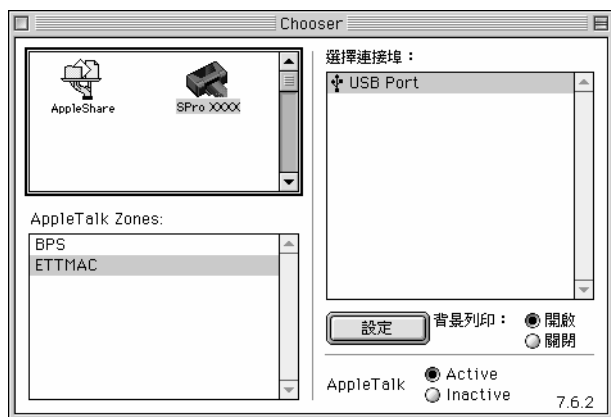 Chooser
AppleShare
SPro XXXX
AppleTalk Zones:
BPS
ETTMAC
選擇連接埠：
USB Port
設定
背景列印：
開啟
關閉
AppleTalk
Active
Inactive
7.6.2